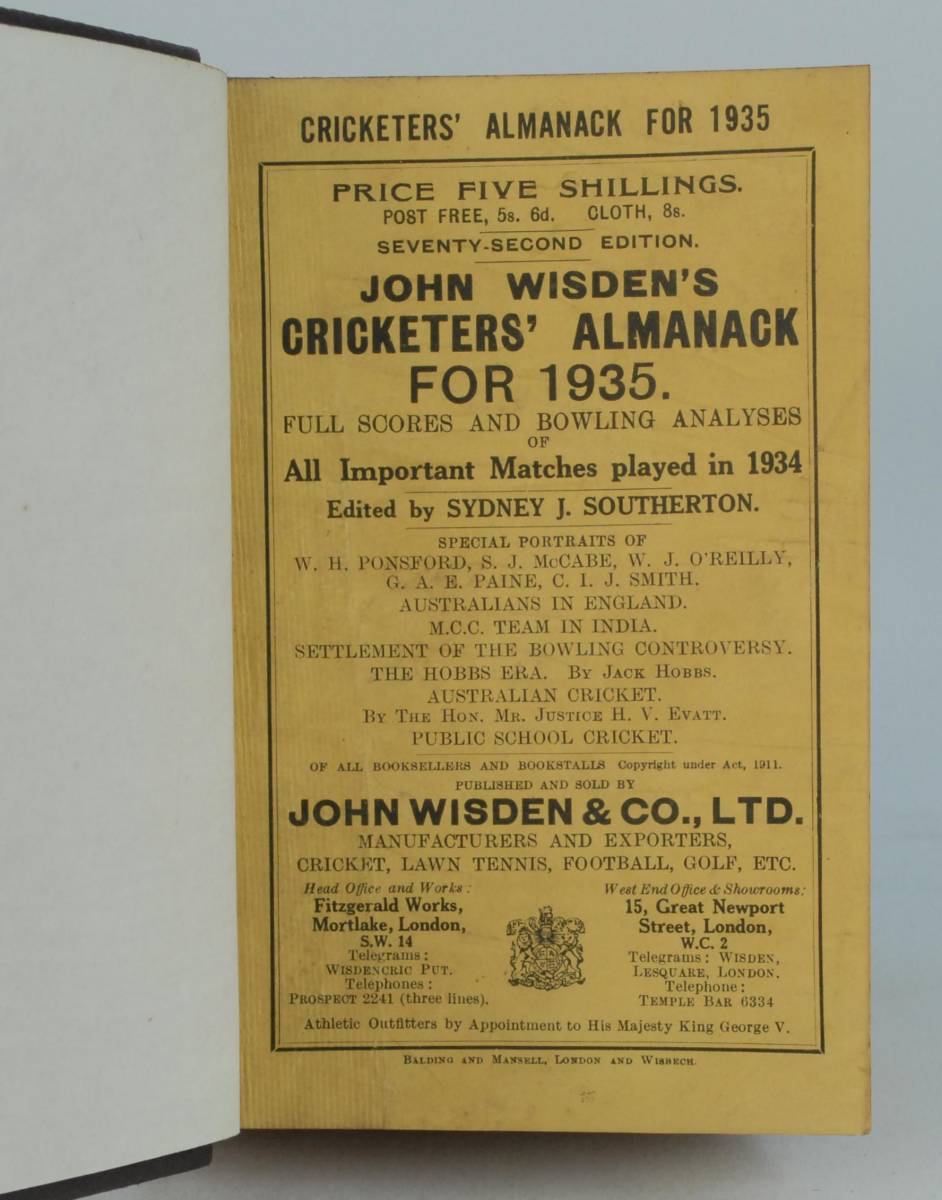 CRICKETERS' ALMANACK FOR 1935
PRICE FIVE SHILLINGS.
POST FREE, 5s. 6d. CLOTH, 8s.
SEVENTY-SECOND EDITION.
JOHN WISDEN'S
CRICKETERS' ALMANACK
FOR 1935.
FULL SCORES AND BOWLING ANALYSES
OF
All Important Matches played in 1934
Edited by SYDNEY J. SOUTHERTON.
SPECIAL PORTRAITS OF
W. H. PONSFORD, S. J. McCABE, W. J. O'REILLY,
G. A. E. PAINE, C. I. J. SMITH.
AUSTRALIANS IN ENGLAND.
M.C.C. TEAM IN INDIA.
SETTLEMENT OF THE BOWLING CONTROVERSY.
THE HOBBS ERA. BY JACK HOBBS.
AUSTRALIAN CRICKET.
BY THE HON. MR. JUSTICE H. V. EVATT.
PUBLIC SCHOOL CRICKET.
OF ALL BOOKSELLERS AND BOOKSTALLS Copyright under Act, 1911.
PUBLISHED AND SOLD BY
JOHN WISDEN & CO., LTD.
MANUFACTURERS AND EXPORTERS,
CRICKET, LAWN TENNIS, FOOTBALL, GOLF, ETC.
Head Office and Works:
Fitzgerald Works,
Mortlake, London,
S.W. 14
Telegrams:
WISDENCRIC PUT.
Telephones:
PROSPECT 2241 (three lines).
West End Office & Showrooms:
15, Great Newport
Street, London,
W.C. 2
Telegrams: WISDEN,
LESQUARE, LONDON.
Telephone:
TEMPLE BAR 6334
Athletic Outfitters by Appointment to His Majesty King George V.
BALDING AND MANSELL, LONDON AND WISBECH.